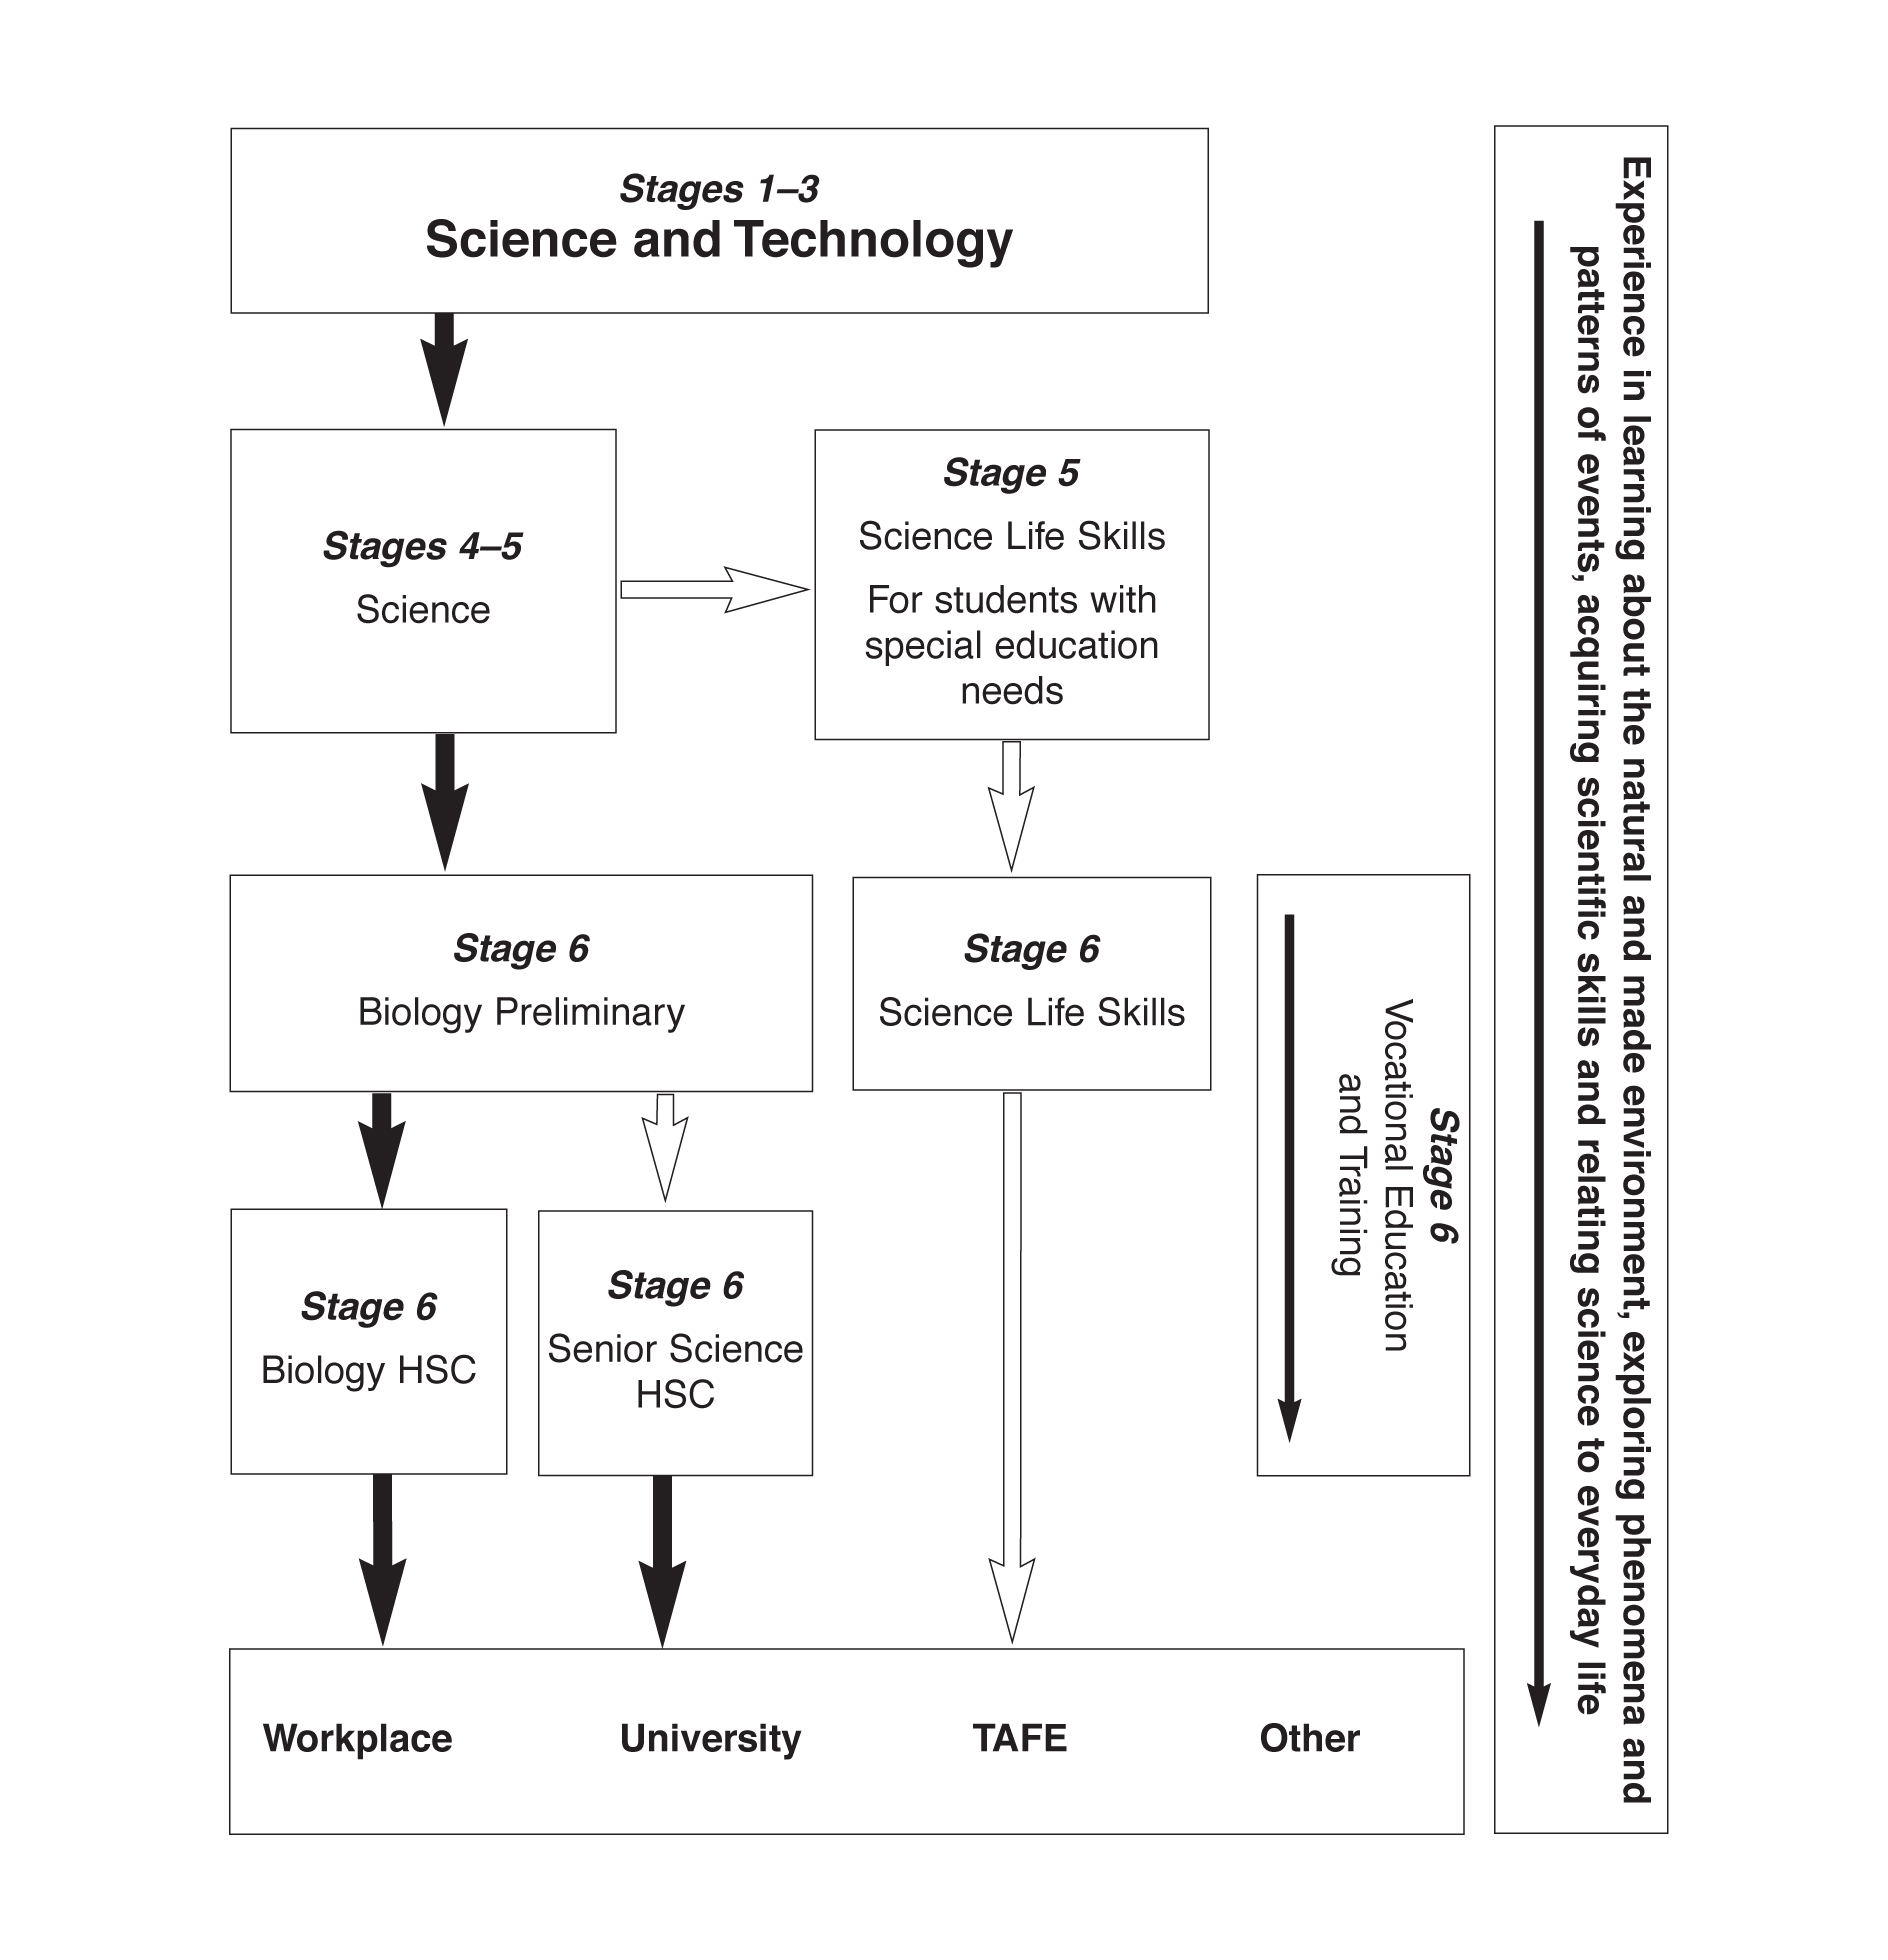 Stages 1–3
Science and Technology
Stages 4–5
Science
Stage 5
Science Life Skills
For students with
special education
needs
Stage 6
Biology Preliminary
Stage 6
Science Life Skills
Stage 6
Biology HSC
Stage 6
Senior Science
HSC
Stage 6
Vocational Education
and Training
Workplace
University
TAFE
Other
Experience in learning about the natural and made environment, exploring phenomena and
patterns of events, acquiring scientific skills and relating science to everyday life